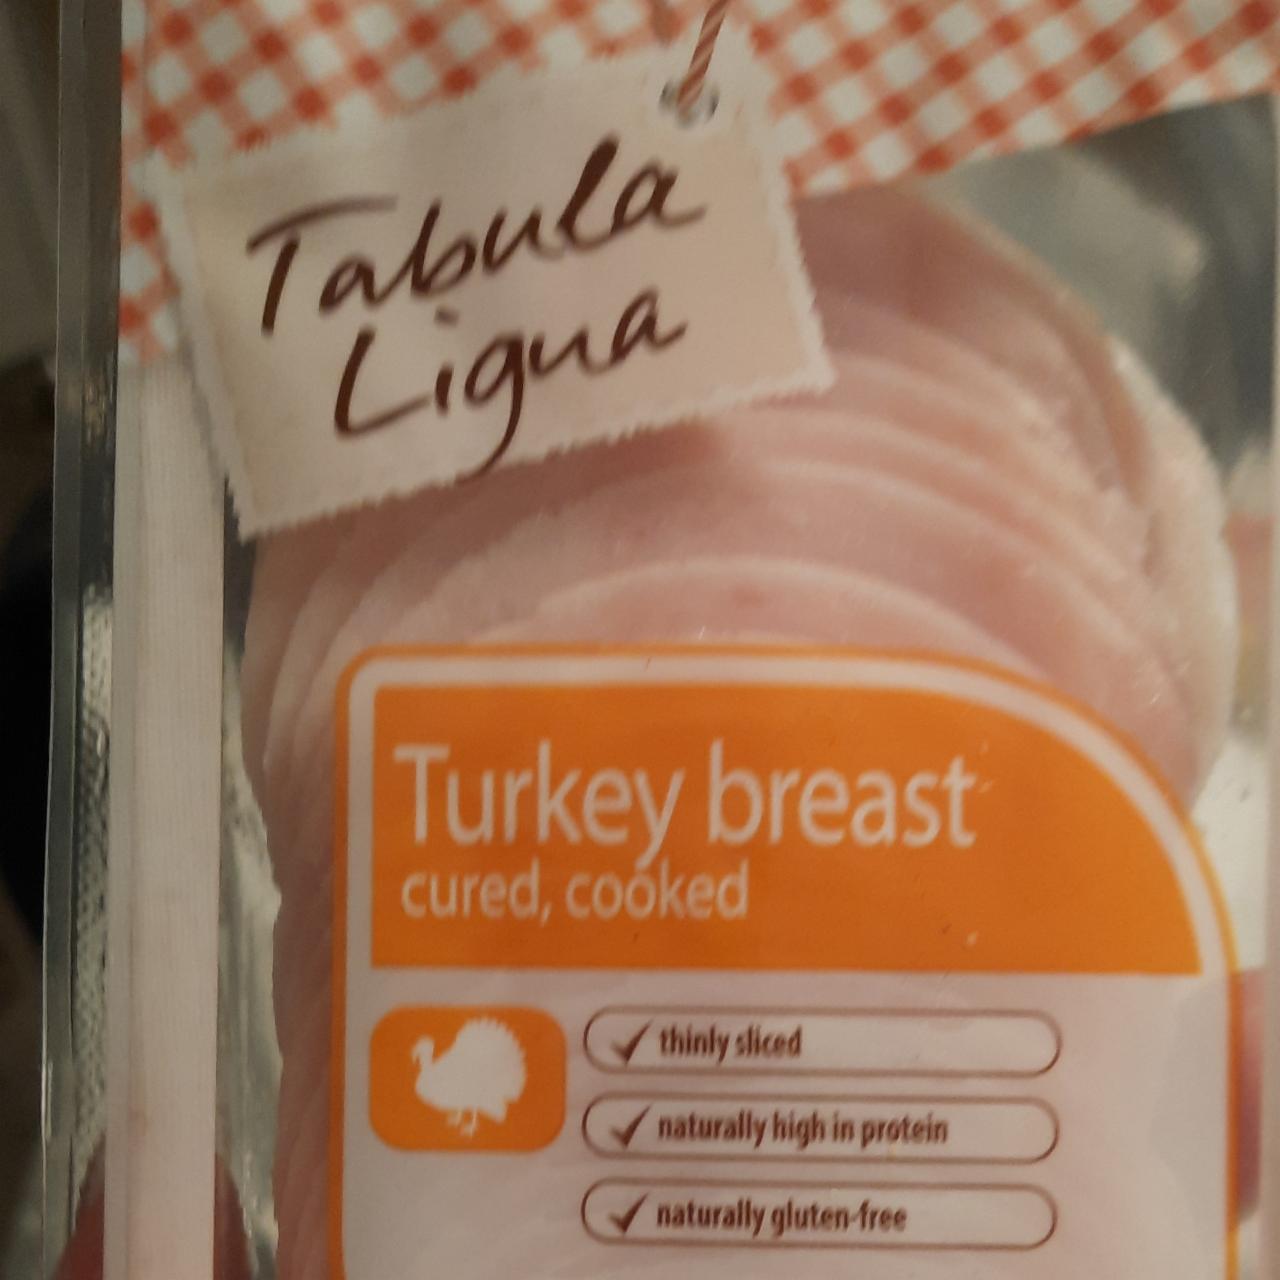 Tabula
Ligua
Turkey breast
cured, cooked
thinly sliced
naturally high in protein
naturally gluten-free